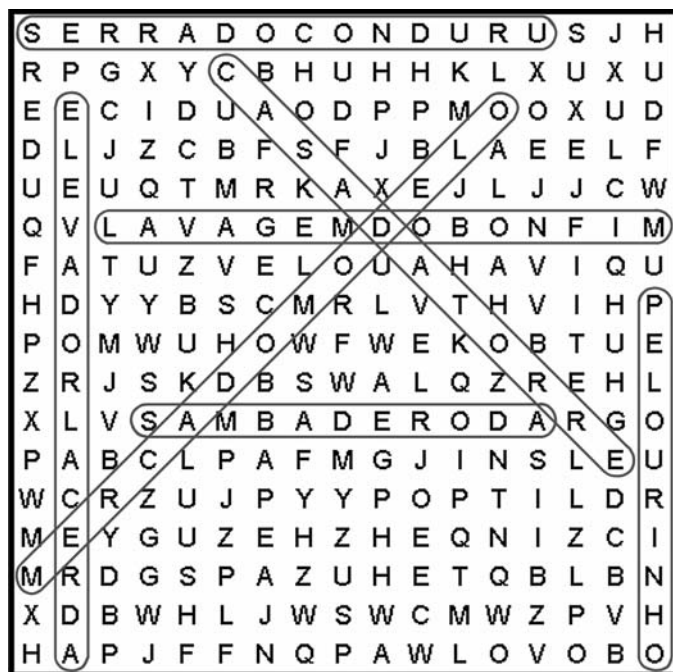 S E R R A D O C O N D U R U S J H
R P G X Y C B H U H H K L X U X U
E E C I D U A O D P P M O O X U D
D L J Z C B F S F J B L A E E L F
U E U Q T M R K A X E J L J J C W
Q V L A V A G E M D O B O N F I M
F A T U Z V E L O U A H A V I Q U
H D Y Y B S C M R L V T H V I H P
P O M W U H O W F W E K O B T U E
Z R J S K D B S W A L Q Z R E H L
X L V S A M B A D E R O D A R G O
P A B C L P A F M G J I N S L E U
W C R Z U J P Y Y P O P T I L D R
M E Y G U Z E H Z H E Q N I Z C I
M R D G S P A Z U H E T Q B L B N
X D B W H L J W S W C M W Z P V H
H A P J F F N Q P A W L O V O B O